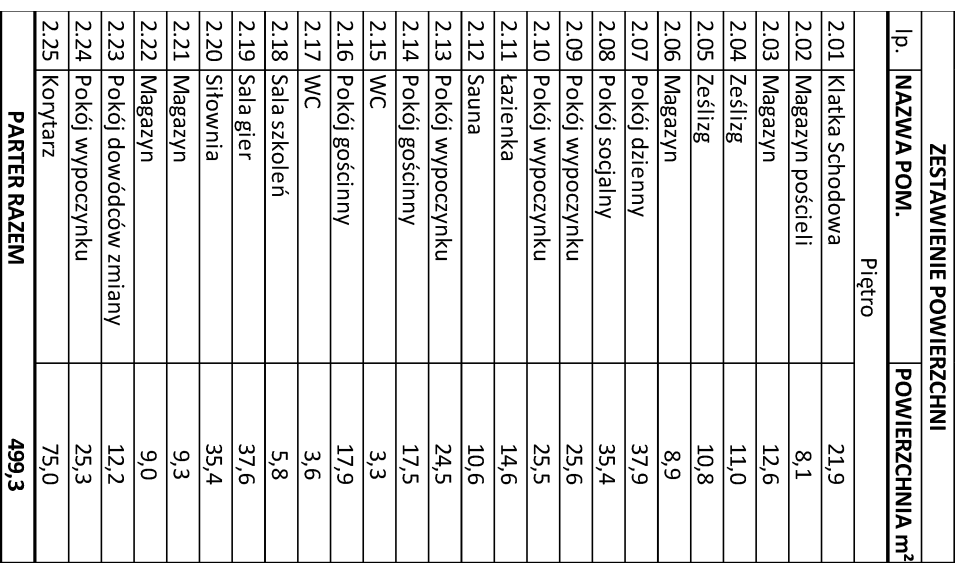 ZESTAWIENIE POWIERZCHNI
lp. NAZWA POM. POWIERZCHNIA m²
Piętro
2.01 Klatka Schodowa 21,9
2.02 Magazyn pościeli 8,1
2.03 Magazyn 12,6
2.04 Ześlizg 11,0
2.05 Ześlizg 10,8
2.06 Magazyn 8,9
2.07 Pokój dzienny 37,9
2.08 Pokój socjalny 35,4
2.09 Pokój wypoczynku 25,6
2.10 Pokój wypoczynku 25,5
2.11 Łazienka 14,6
2.12 Sauna 10,6
2.13 Pokój wypoczynku 24,5
2.14 Pokój gościnny 17,5
2.15 WC 3,3
2.16 Pokój gościnny 17,9
2.17 WC 3,6
2.18 Sala szkoleń 5,8
2.19 Sala gier 37,6
2.20 Siłownia 35,4
2.21 Magazyn 9,3
2.22 Magazyn 9,0
2.23 Pokój dowódców zmiany 12,2
2.24 Pokój wypoczynku 25,3
2.25 Korytarz 75,0
PARTER RAZEM 499,3